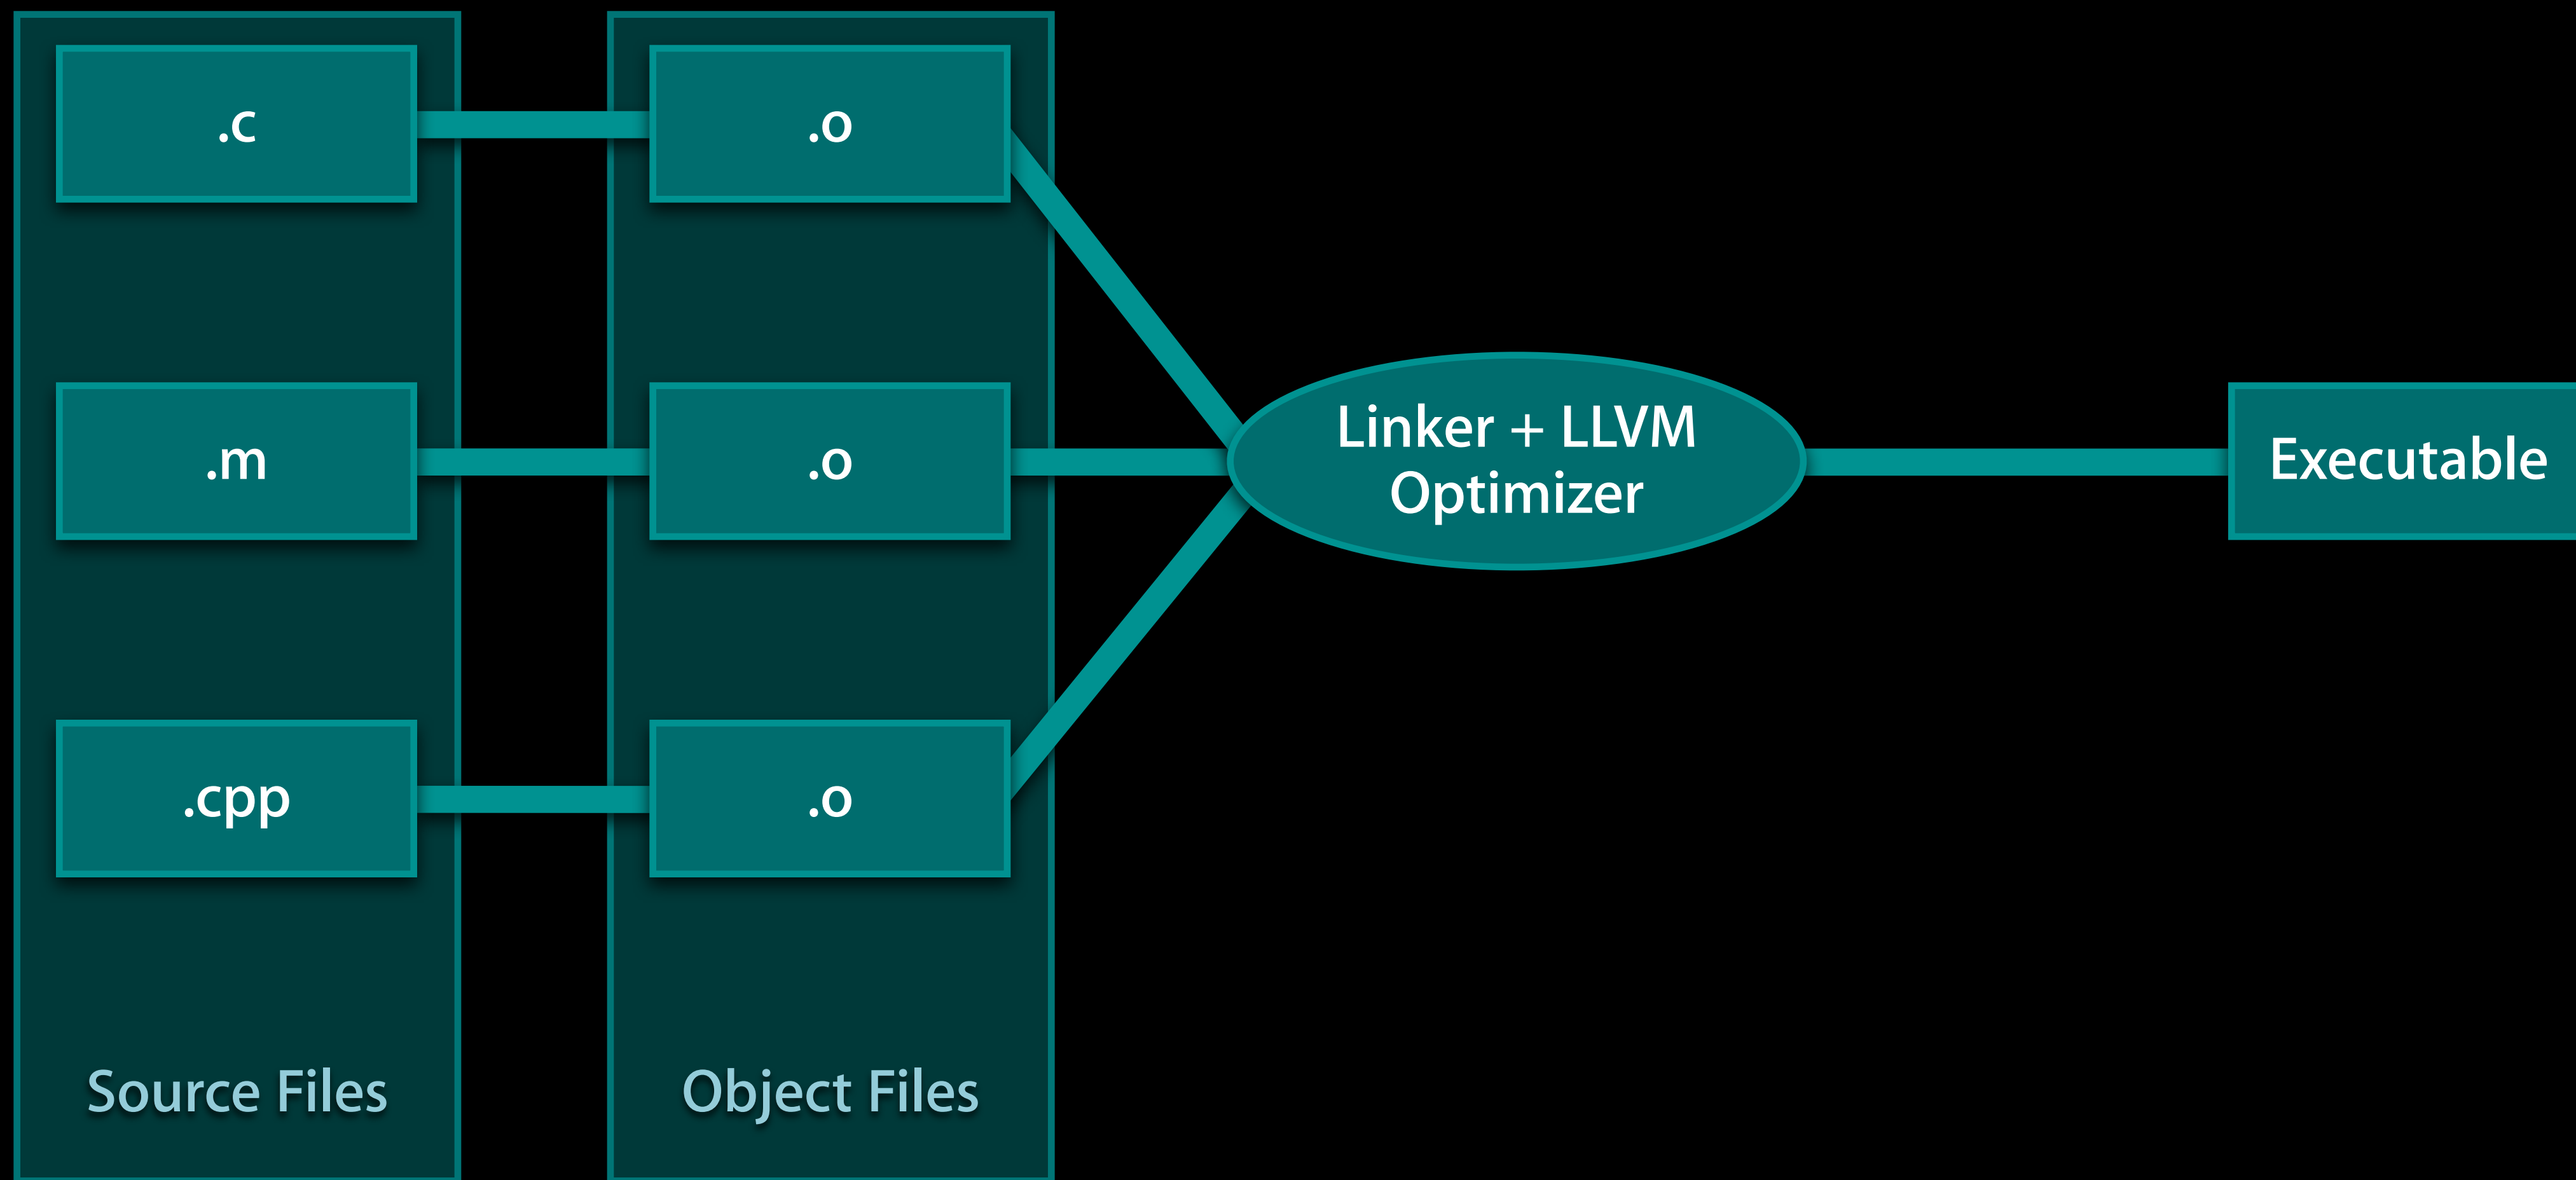 .c
.o
.m
.o
Linker + LLVM
Optimizer
Executable
.cpp
.o
Source Files
Object Files